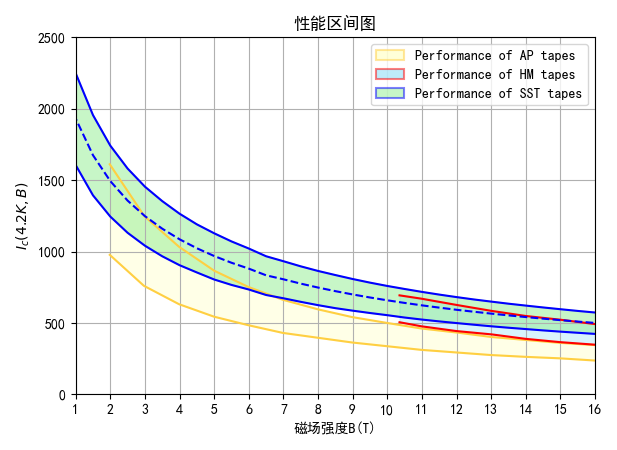 性能区间图
2500
2000
1500
1000
500
0
I_c(4.2K, B)
Performance of AP tapes
Performance of HM tapes
Performance of SST tapes
1 2 3 4 5 6 7 8 9 10 11 12 13 14 15 16
磁场强度B(T)